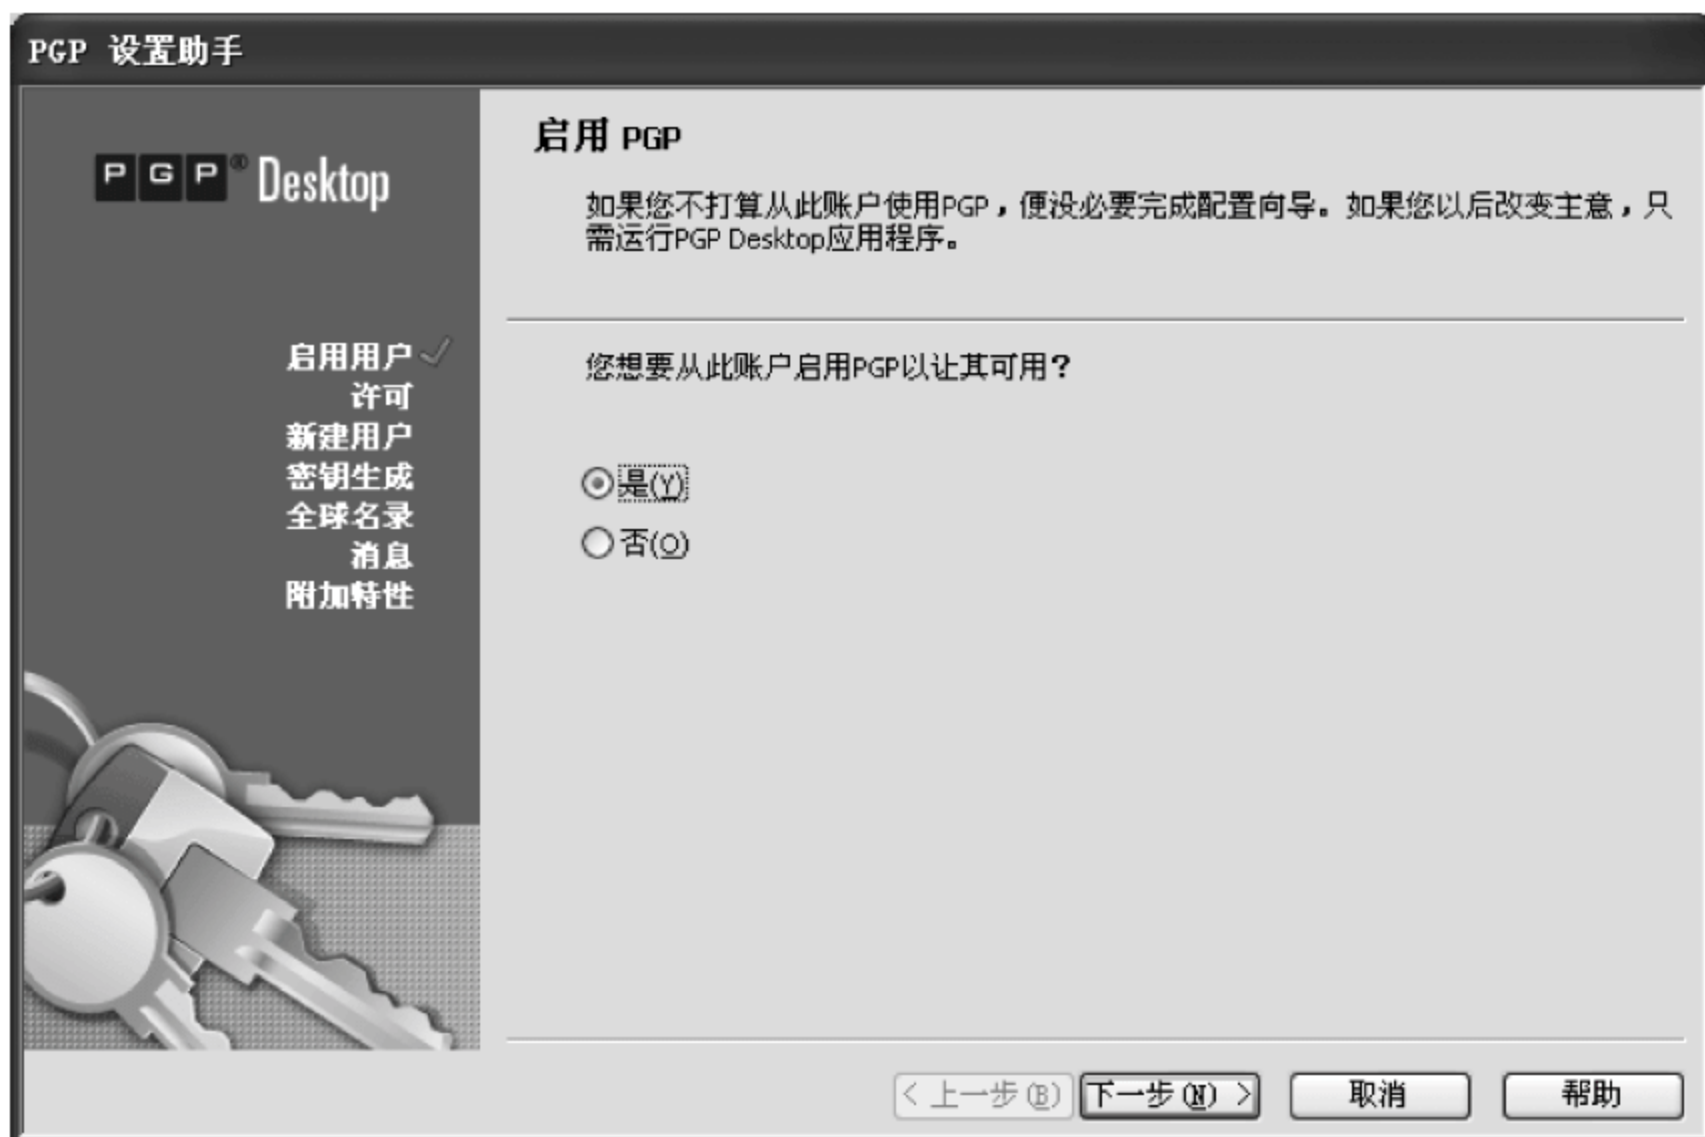 PGP 设置助手
PGP® Desktop
启用用户
许可
新建用户
密钥生成
全球名录
消息
附加特性
启用 PGP
如果您不打算从此账户使用PGP，便没必要完成配置向导。如果您以后改变主意，只
需运行PGP Desktop应用程序。
您想要从此账户启用PGP以让其可用？
是(Y)
否(O)
< 上一步(B)
下一步(N) >
取消
帮助